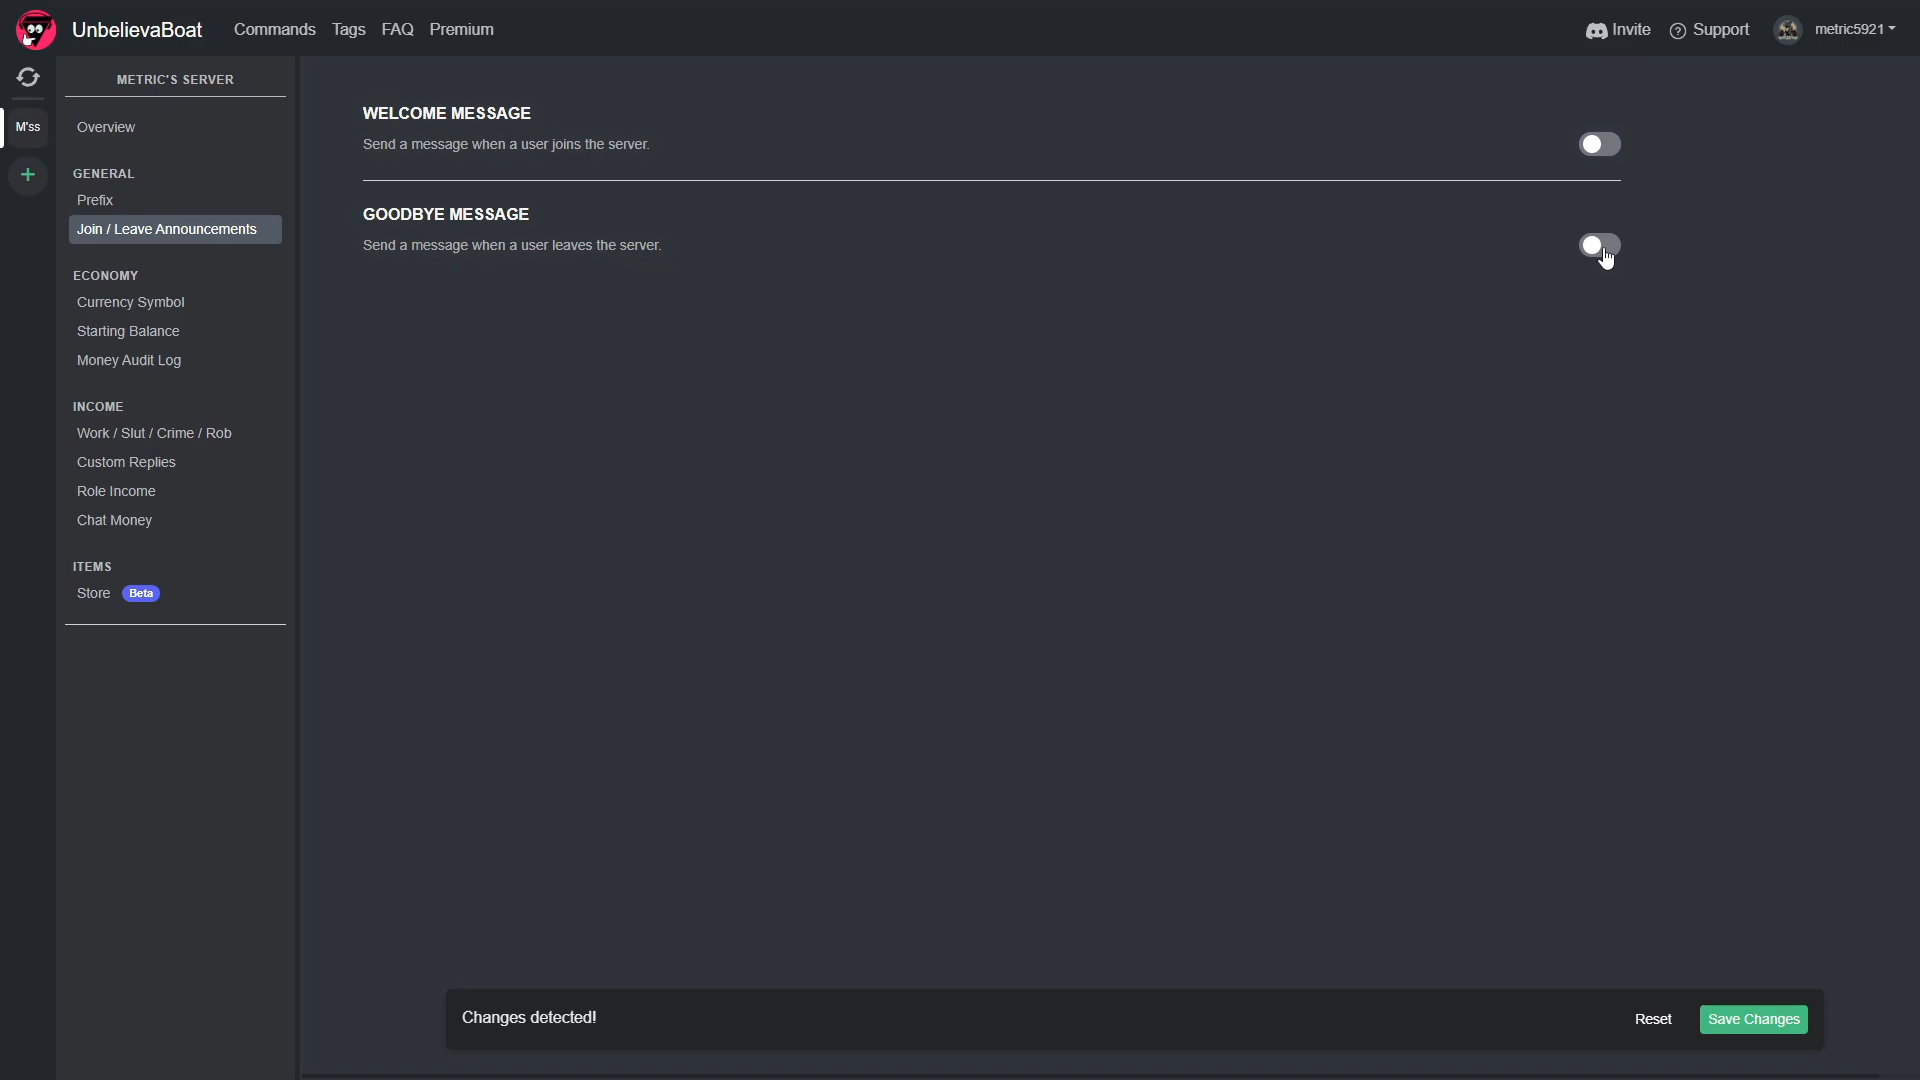 UnbelievaBoat Commands Tags FAQ Premium Invite Support metric5921
METRIC'S SERVER
M'ss
Overview
GENERAL
Prefix
Join / Leave Announcements
ECONOMY
Currency Symbol
Starting Balance
Money Audit Log
INCOME
Work / Slut / Crime / Rob
Custom Replies
Role Income
Chat Money
ITEMS
Store Beta
WELCOME MESSAGE
Send a message when a user joins the server.
GOODBYE MESSAGE
Send a message when a user leaves the server.
Changes detected! Reset Save Changes